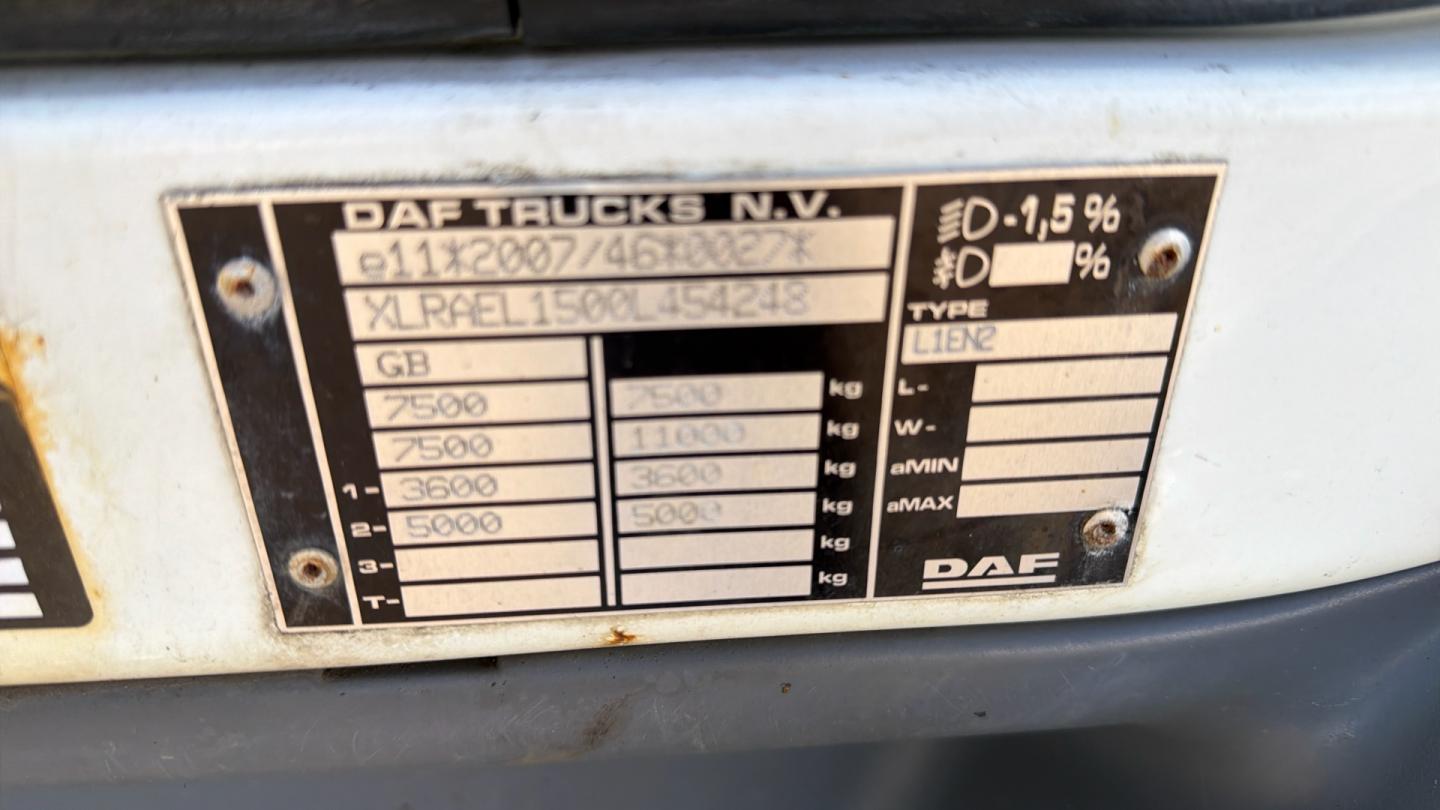 DAF TRUCKS N.V.
e11*2007/46*0027*
XLRAEL1500L454248
GB
7500 7500 kg
7500 11000 kg
1- 3600 3600 kg
2- 5000 5000 kg
3- kg
T- kg
-1,5 %
%
TYPE
L1EN2
L-
W-
aMIN
aMAX
DAF